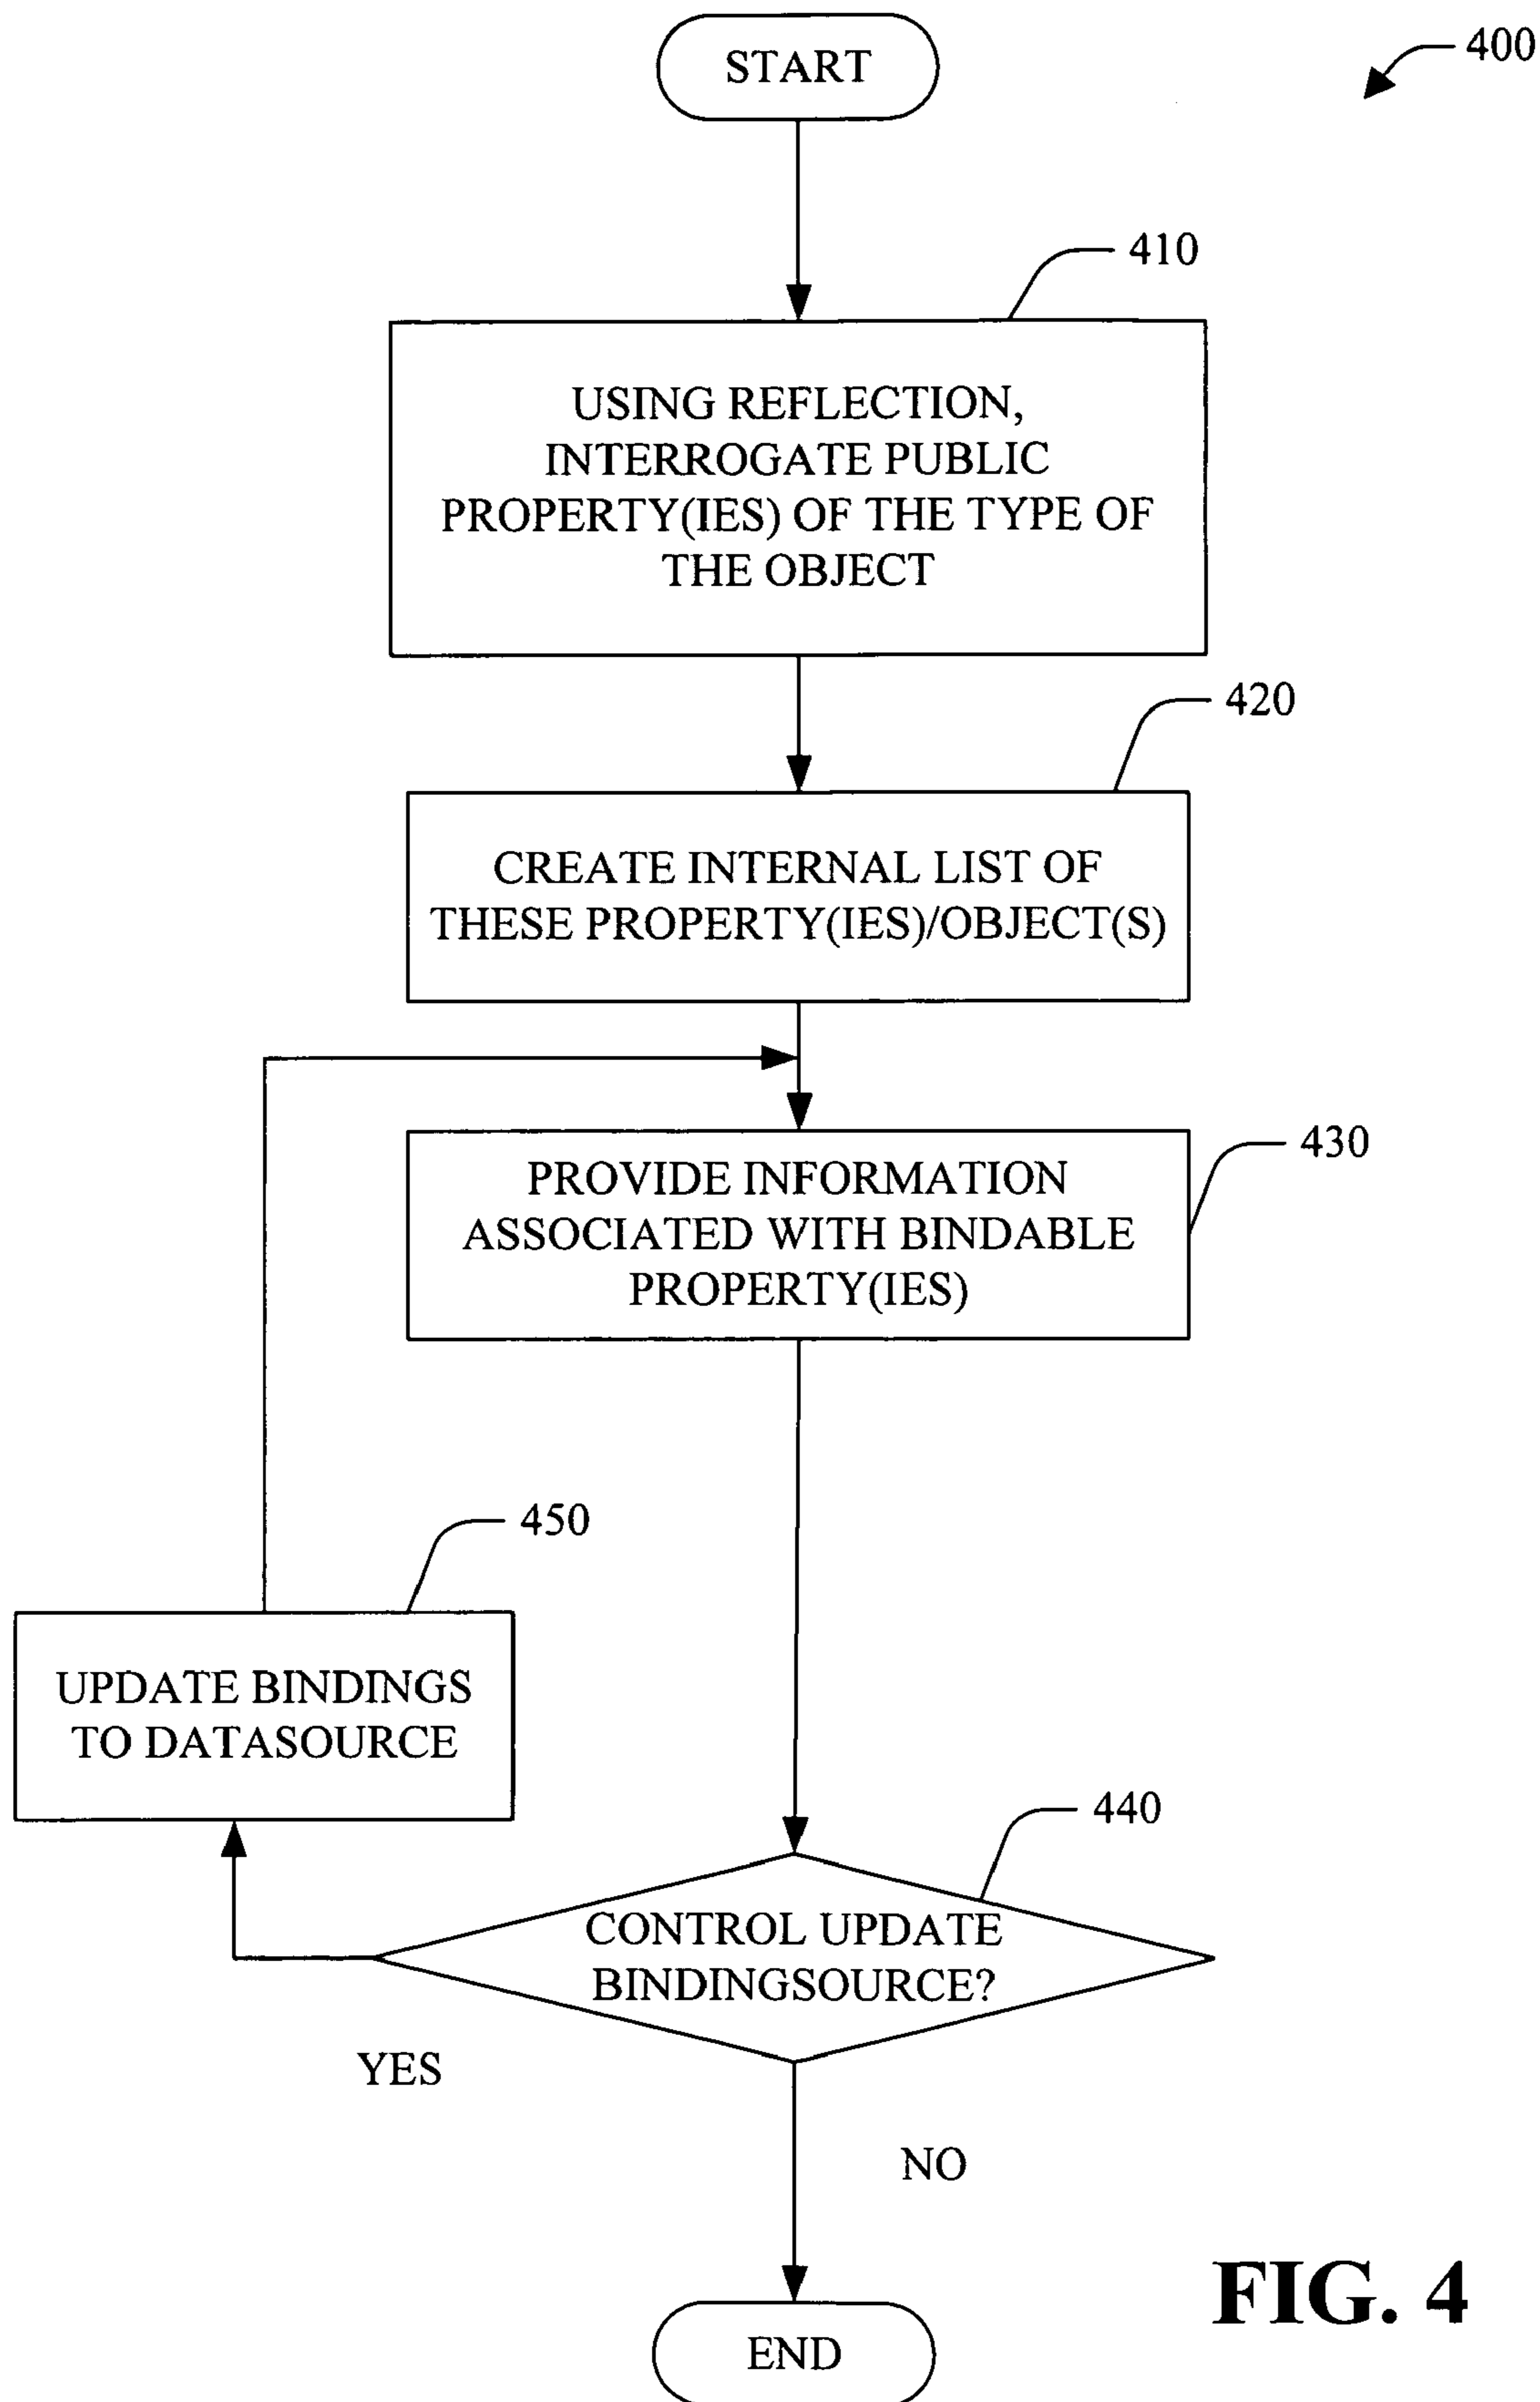 START
400
410
USING REFLECTION,
INTERROGATE PUBLIC
PROPERTY(IES) OF THE TYPE OF
THE OBJECT
420
CREATE INTERNAL LIST OF
THESE PROPERTY(IES)/OBJECT(S)
430
PROVIDE INFORMATION
ASSOCIATED WITH BINDABLE
PROPERTY(IES)
450
UPDATE BINDINGS
TO DATASOURCE
440
CONTROL UPDATE
BINDINGSOURCE?
YES
NO
END
FIG. 4